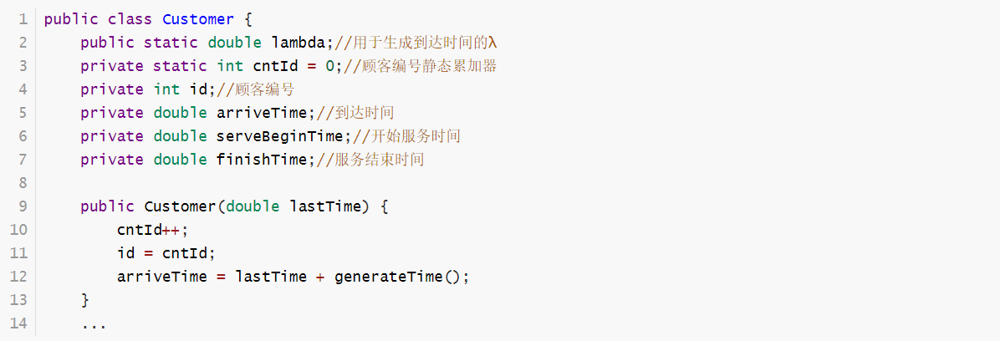 1 public class Customer {
2     public static double lambda;//用于生成到达时间的λ
3     private static int cntId = 0;//顾客编号静态累加器
4     private int id;//顾客编号
5     private double arriveTime;//到达时间
6     private double serveBeginTime;//开始服务时间
7     private double finishTime;//服务结束时间
8
9     public Customer(double lastTime) {
10         cntId++;
11         id = cntId;
12         arriveTime = lastTime + generateTime();
13     }
14     ...